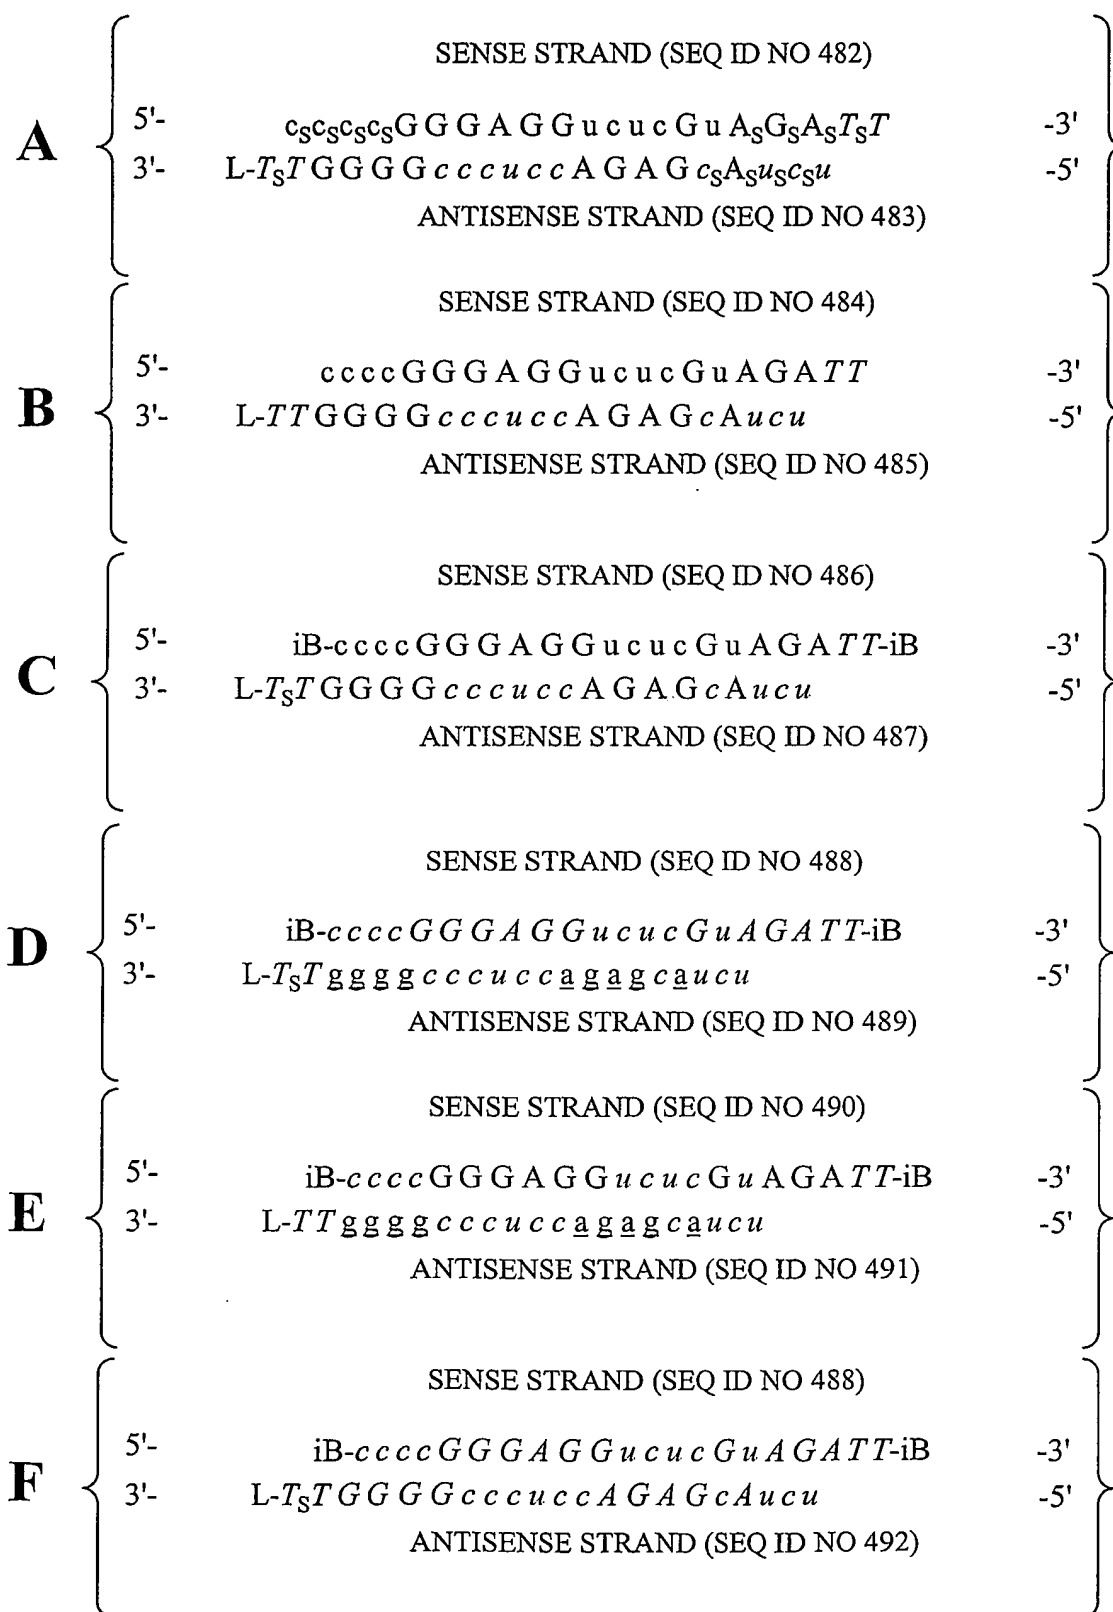 SENSE STRAND (SEQ ID NO 482)
A 5'- cScScScSGGGAGGucucGuASGSASTST -3'
3'- L-TSTGGGGcccuccAGAGcSASuScSu -5'
ANTISENSE STRAND (SEQ ID NO 483)
SENSE STRAND (SEQ ID NO 484)
B 5'- ccccGGGAGGucucGuAGATT -3'
3'- L-TTGGGGcccuccAGAGcAucu -5'
ANTISENSE STRAND (SEQ ID NO 485)
SENSE STRAND (SEQ ID NO 486)
C 5'- iB-ccccGGGAGGucucGuAGATT-iB -3'
3'- L-TSTGGGGcccuccAGAGcAucu -5'
ANTISENSE STRAND (SEQ ID NO 487)
SENSE STRAND (SEQ ID NO 488)
D 5'- iB-ccccGGGAGGucucGuAGATT-iB -3'
3'- L-TSTggggcccuccagagcaucu -5'
ANTISENSE STRAND (SEQ ID NO 489)
SENSE STRAND (SEQ ID NO 490)
E 5'- iB-ccccGGGAGGucucGuAGATT-iB -3'
3'- L-TTggggcccuccagagcaucu -5'
ANTISENSE STRAND (SEQ ID NO 491)
SENSE STRAND (SEQ ID NO 488)
F 5'- iB-ccccGGGAGGucucGuAGATT-iB -3'
3'- L-TSTGGGGcccuccAGAGcAucu -5'
ANTISENSE STRAND (SEQ ID NO 492)